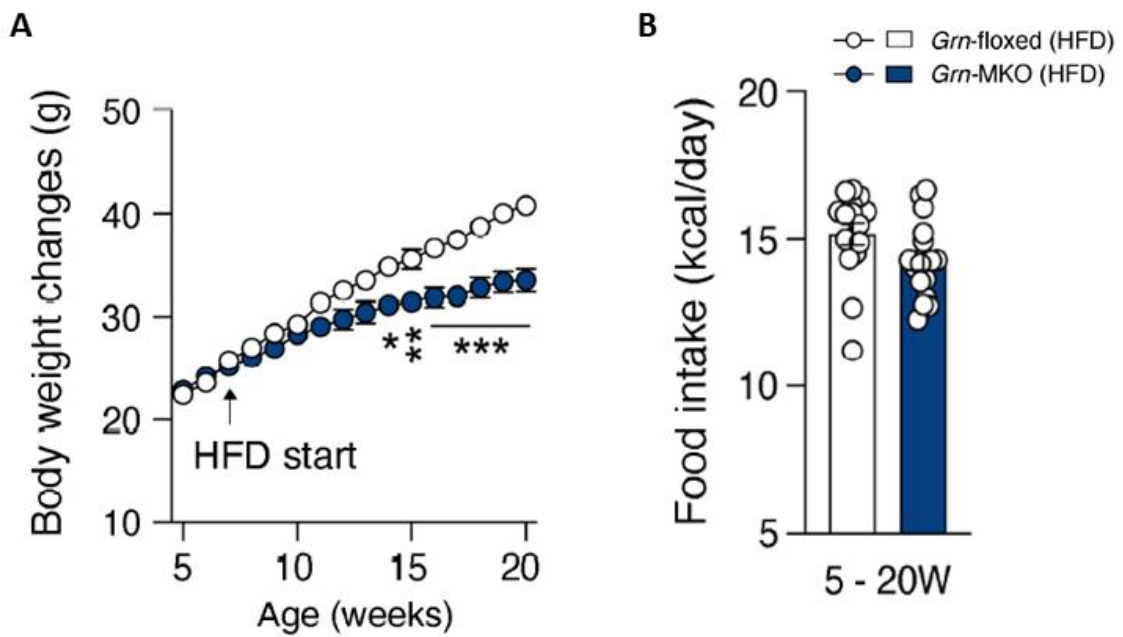 A
Body weight changes (g)
50
40
30
20
10
HFD start
*
**
***
5
10
15
20
Age (weeks)
B
Grn-floxed (HFD)
Grn-MKO (HFD)
Food intake (kcal/day)
20
15
10
5
5 - 20W